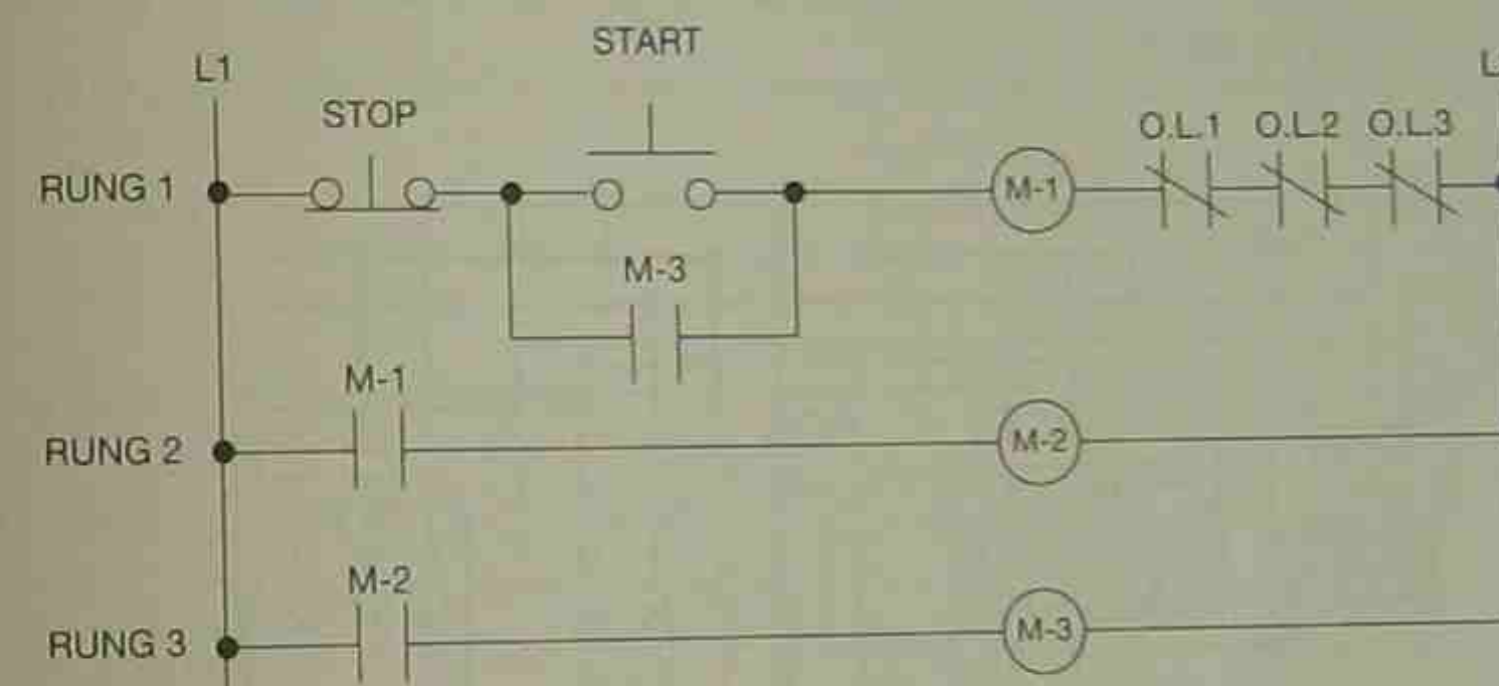 START
L1
STOP
O.L.1 O.L.2 O.L.3
RUNG 1
M-1
M-3
M-1
RUNG 2
M-2
M-2
RUNG 3
M-3